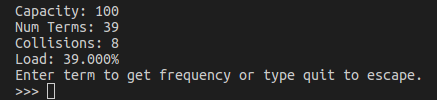 Capacity: 100
Num Terms: 39
Collisions: 8
Load: 39.000%
Enter term to get frequency or type quit to escape.
>>>